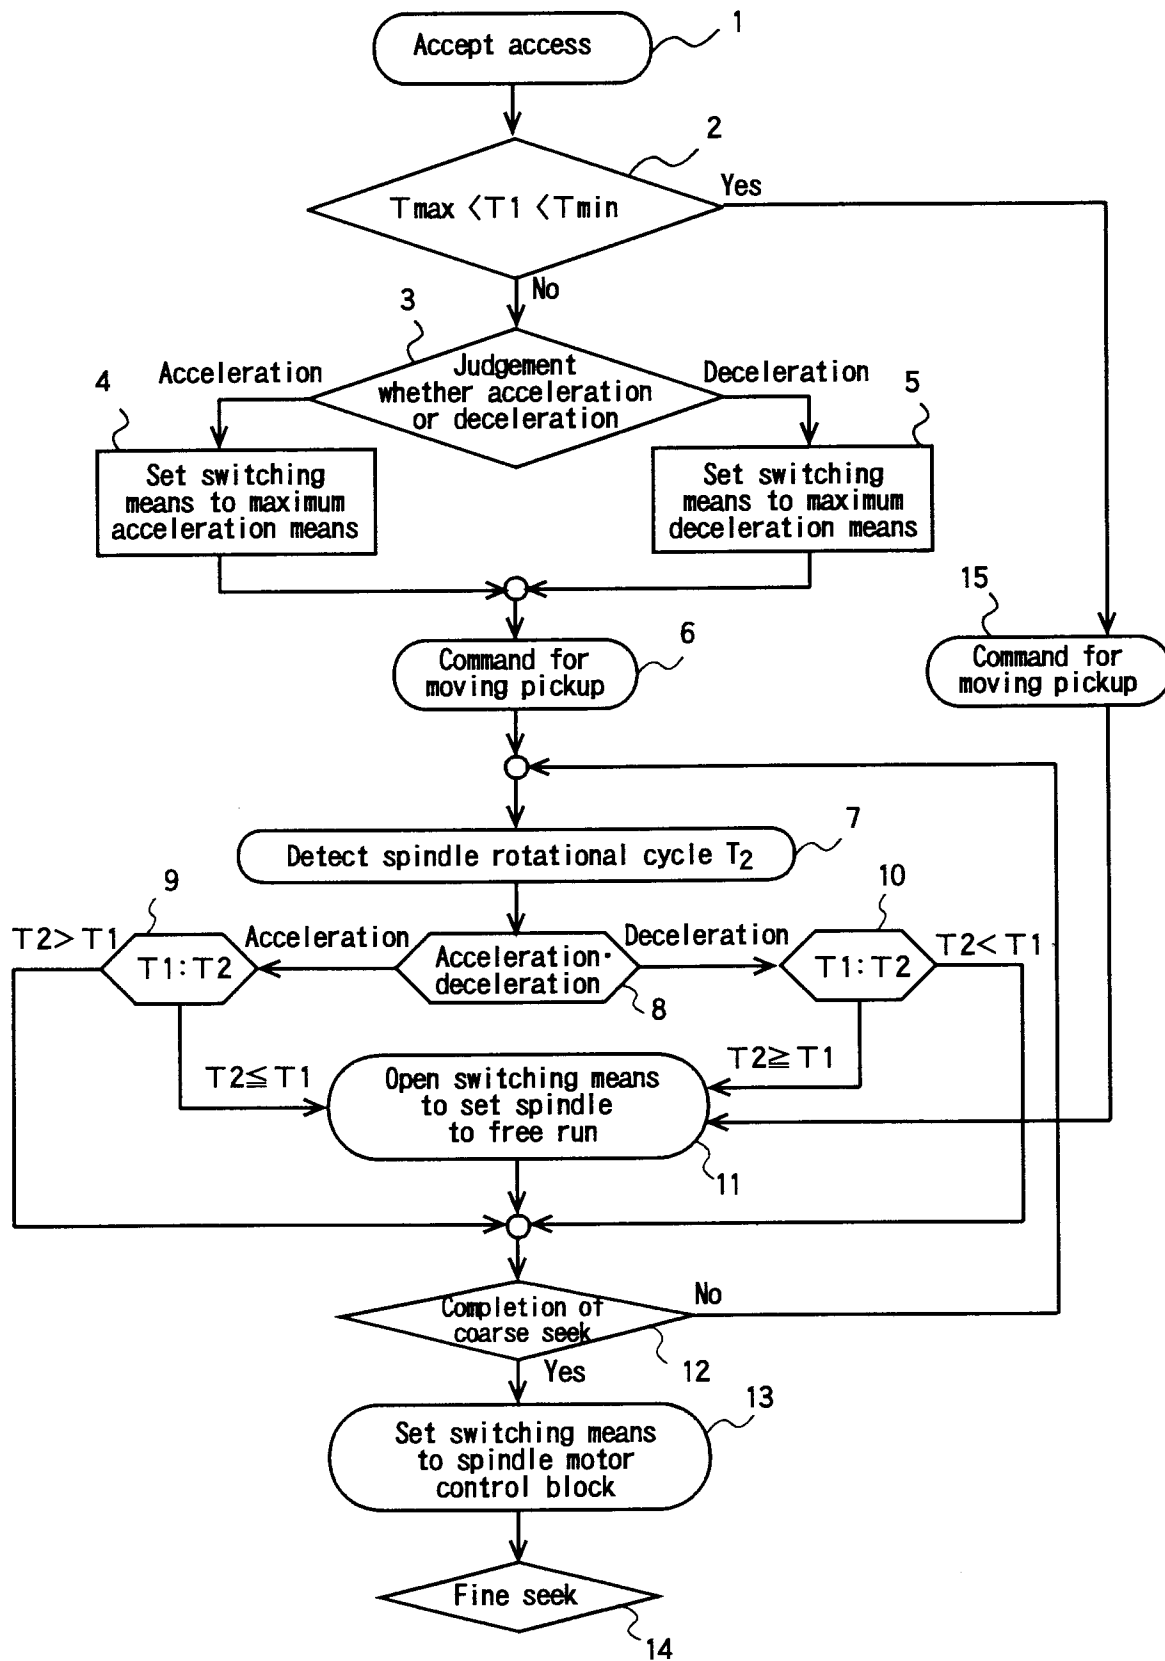 1
Accept access
2
Tmax <T1 <Tmin
Yes
No
3
Judgement
whether acceleration
or deceleration
Acceleration
Deceleration
4
Set switching
means to maximum
acceleration means
5
Set switching
means to maximum
deceleration means
6
Command for
moving pickup
15
Command for
moving pickup
7
Detect spindle rotational cycle T2
9
T2> T1
T1:T2
Acceleration
Acceleration·
deceleration
8
Deceleration
10
T1:T2
T2< T1
T2≦ T1
T2≧ T1
Open switching means
to set spindle
to free run
11
Completion of
coarse seek
No
12
Yes
13
Set switching means
to spindle motor
control block
Fine seek
14